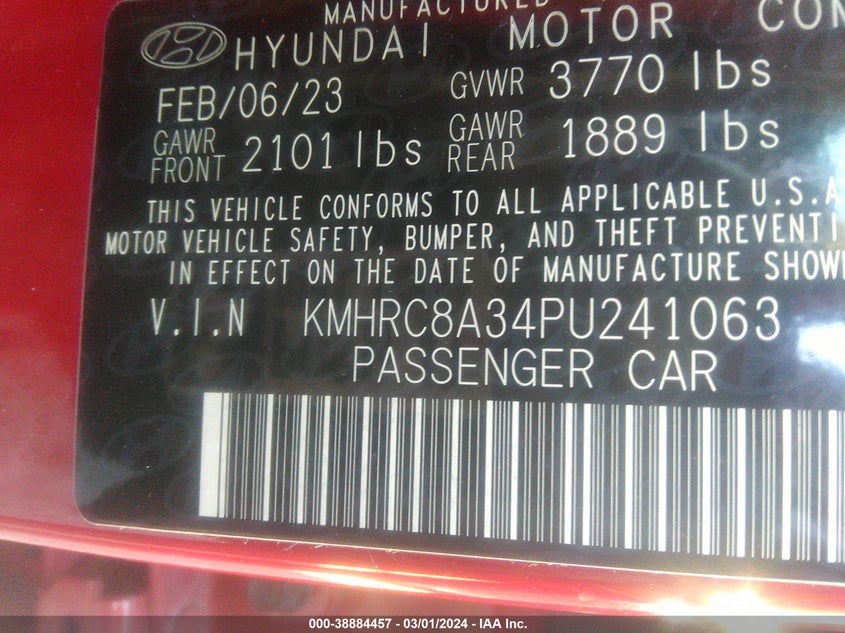 MANUFACTURED
HYUNDAI MOTOR
FEB/06/23 GVWR 3770 lbs
GAWR FRONT 2101 lbs GAWR REAR 1889 lbs
THIS VEHICLE CONFORMS TO ALL APPLICABLE U.S.A
MOTOR VEHICLE SAFETY, BUMPER, AND THEFT
IN EFFECT ON THE DATE OF MANUFACTURE
V.I.N KMHRC8A34PU241063
PASSENGER CAR
000-38884457 - 03/01/2024 - IAA Inc.